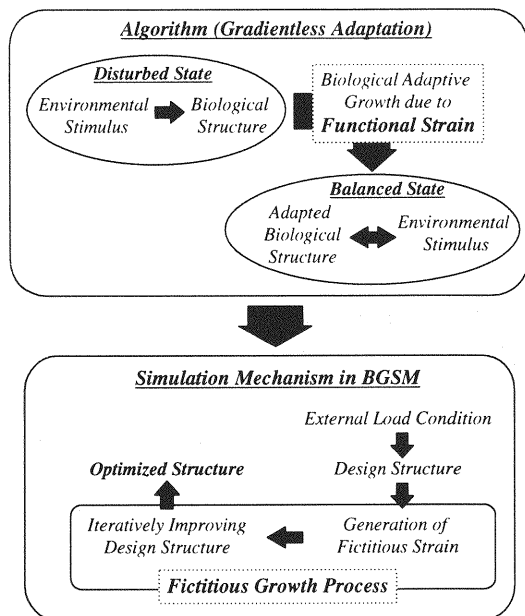 Algorithm (Gradientless Adaptation)
Disturbed State
Environmental Stimulus
Biological Structure
Biological Adaptive
Growth due to
Functional Strain
Balanced State
Adapted
Biological
Structure
Environmental
Stimulus
Simulation Mechanism in BGSM
External Load Condition
Optimized Structure
Design Structure
Iteratively Improving
Design Structure
Generation of
Fictitious Strain
Fictitious Growth Process